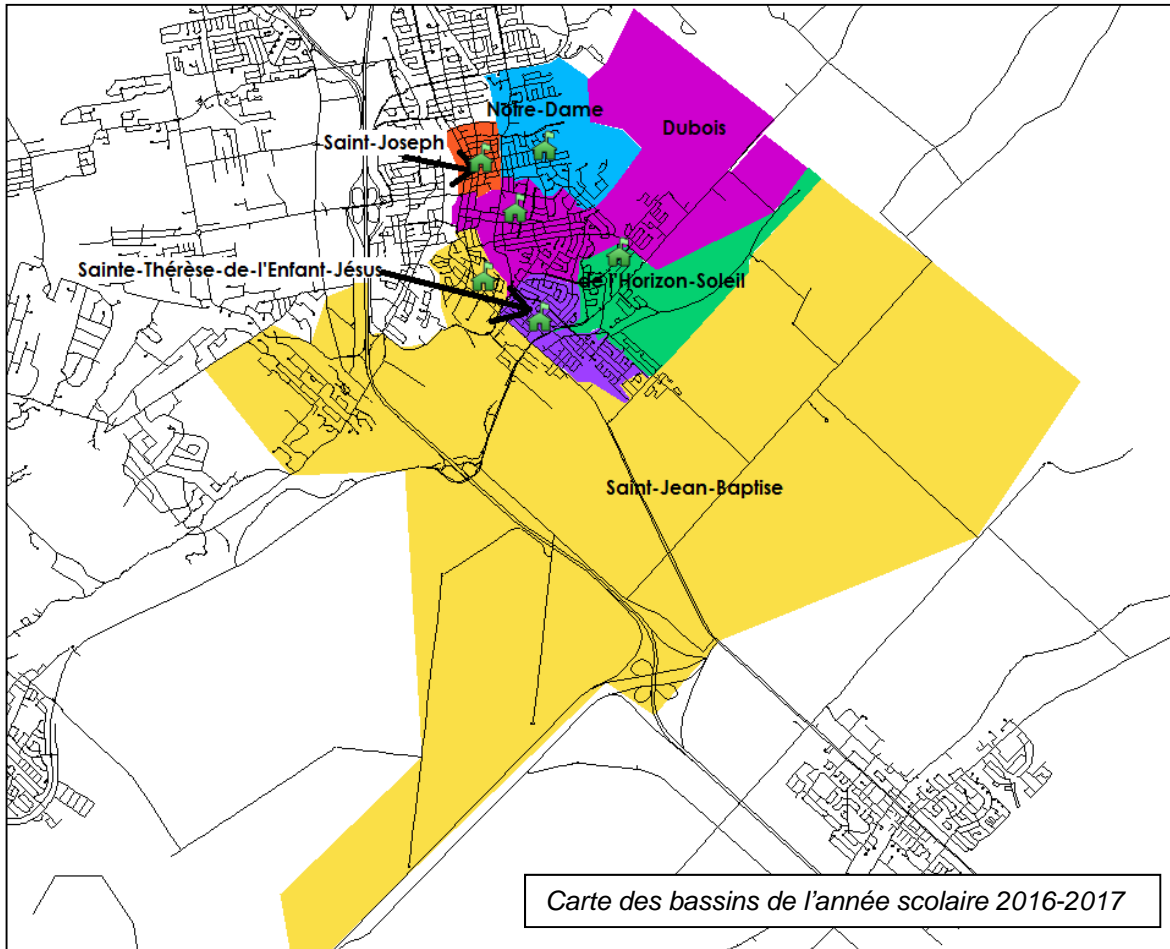 Notre-Dame
Dubois
Saint-Joseph
Sainte-Thérèse-de-l'Enfant-Jésus
de l'Horizon-Soleil
Saint-Jean-Baptise
Carte des bassins de l'année scolaire 2016-2017